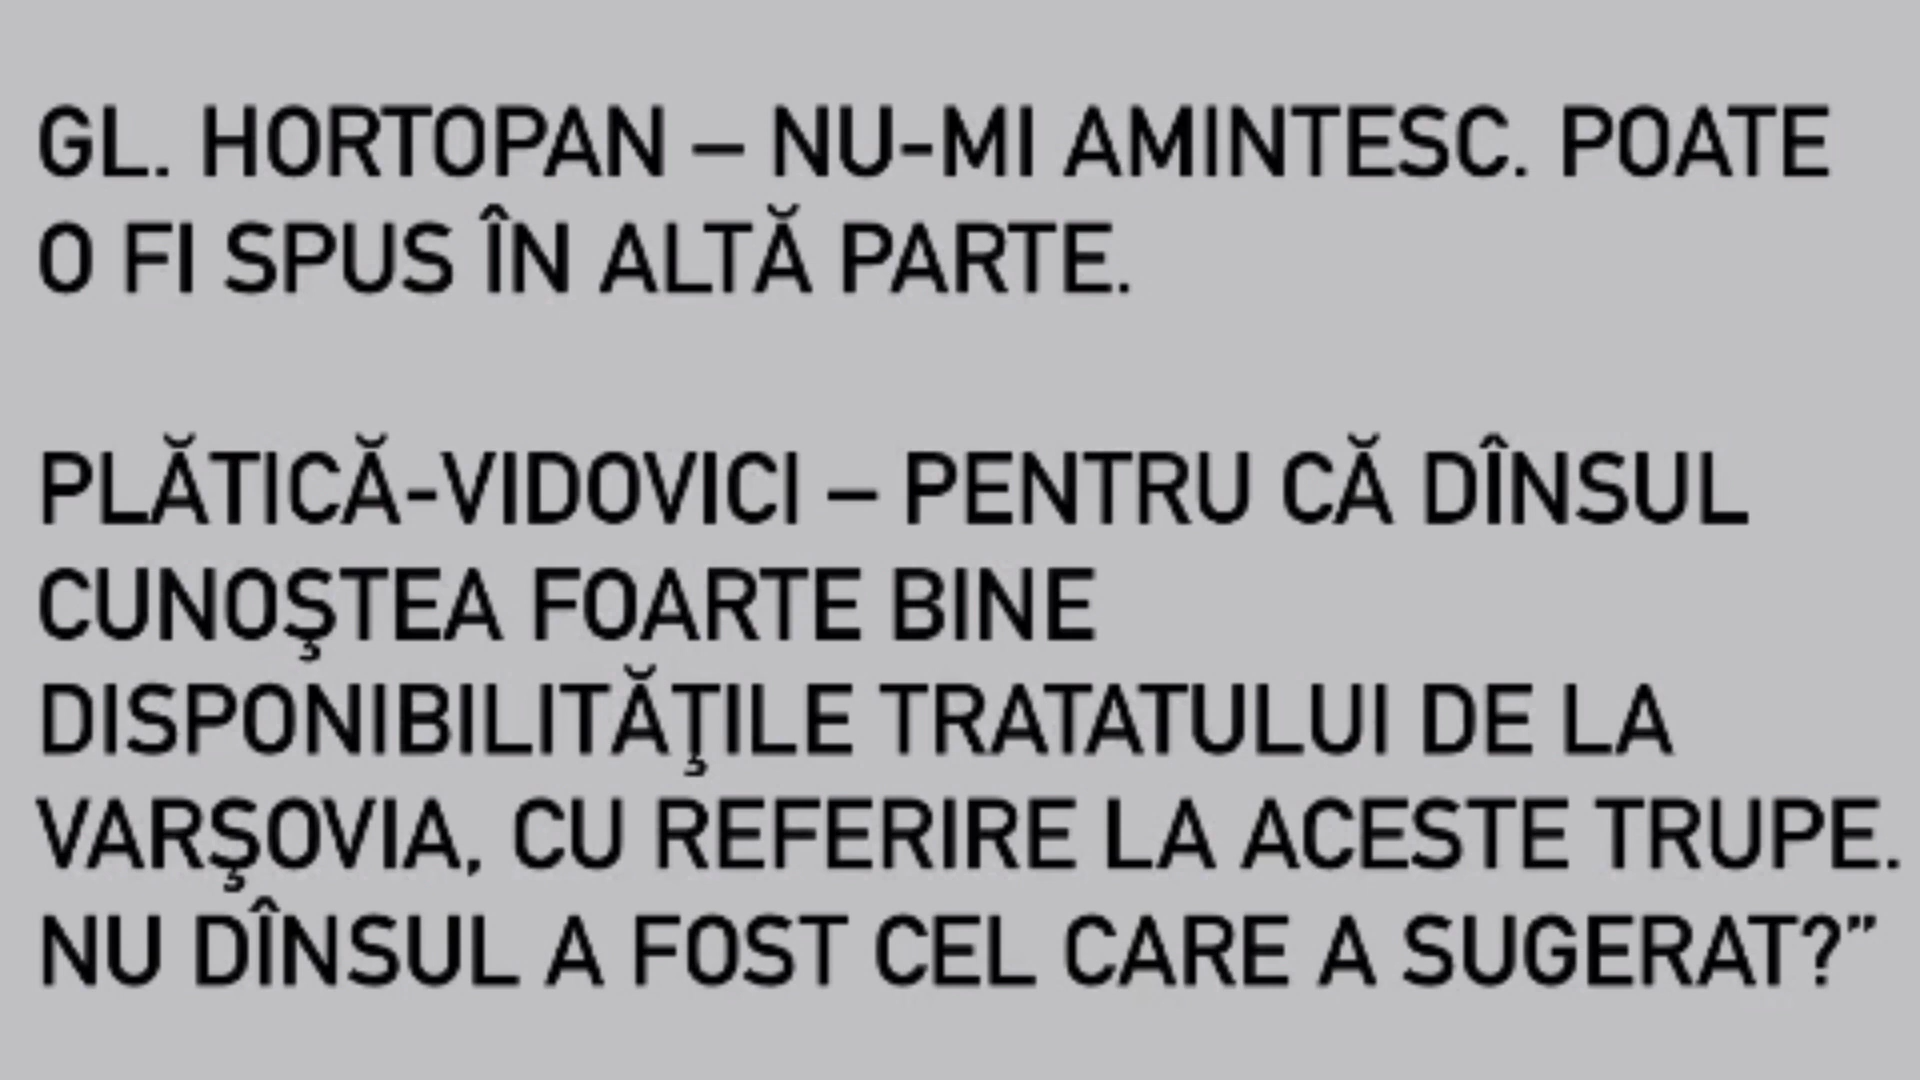 GL. HORTOPAN – NU-MI AMINTESC. POATE
O FI SPUS ÎN ALTĂ PARTE.
PLĂTICĂ-VIDOVICI – PENTRU CĂ DÎNSUL
CUNOŞTEA FOARTE BINE
DISPONIBILITĂŢILE TRATATULUI DE LA
VARŞOVIA, CU REFERIRE LA ACESTE TRUPE.
NU DÎNSUL A FOST CEL CARE A SUGERAT?”